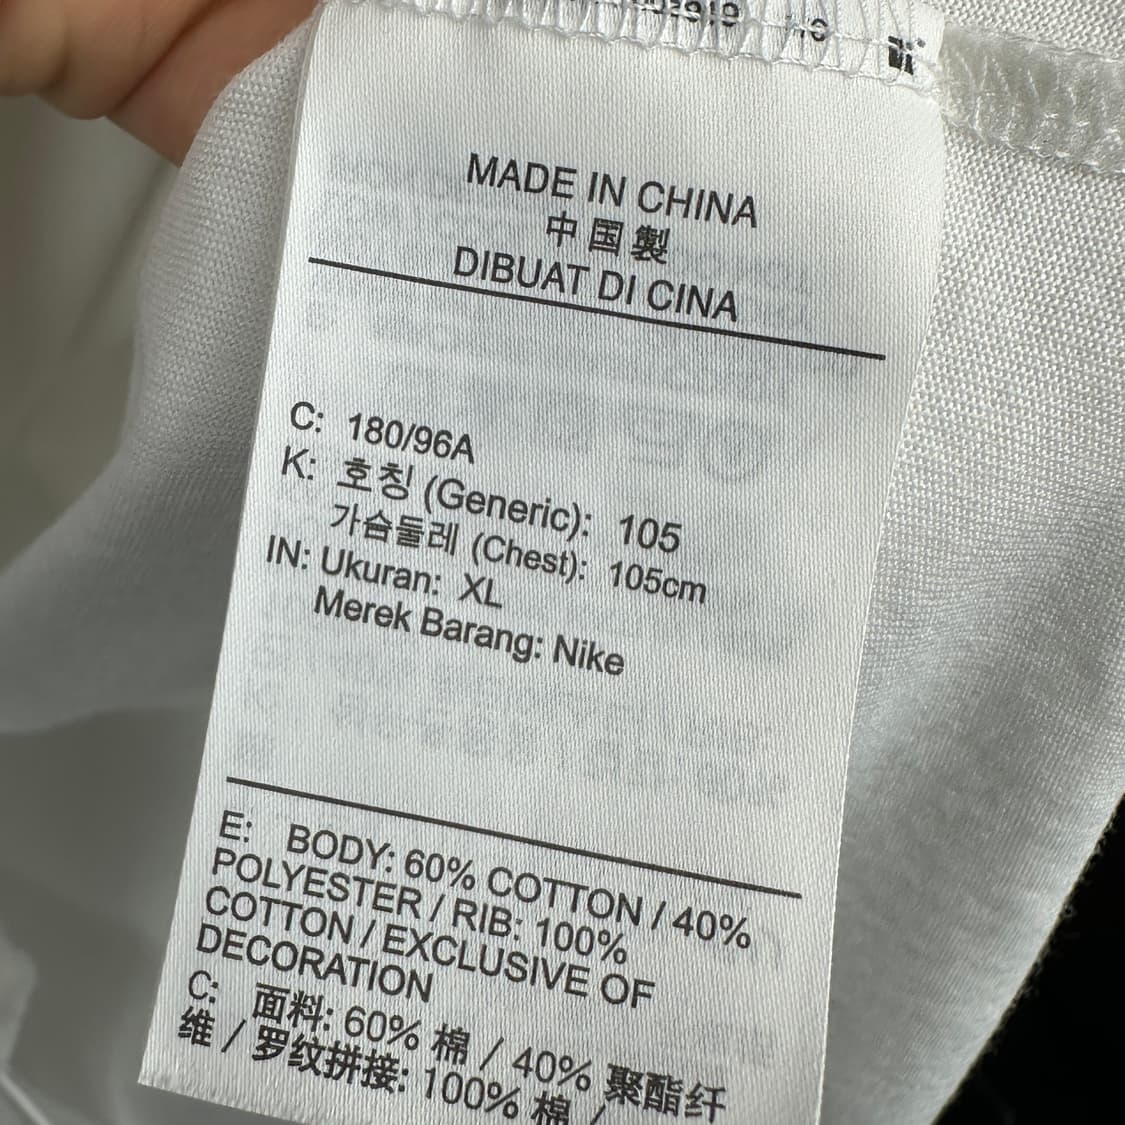 MADE IN CHINA
中国製
DIBUAT DI CINA
C: 180/96A
K: 호칭 (Generic): 105
가슴둘레 (Chest): 105cm
IN: Ukuran: XL
Merek Barang: Nike
E: BODY: 60% COTTON / 40%
POLYESTER / RIB: 100%
COTTON / EXCLUSIVE OF
DECORATION
C: 面料: 60% 棉 / 40% 聚酯纤
维 / 罗纹拼接: 100% 棉 /